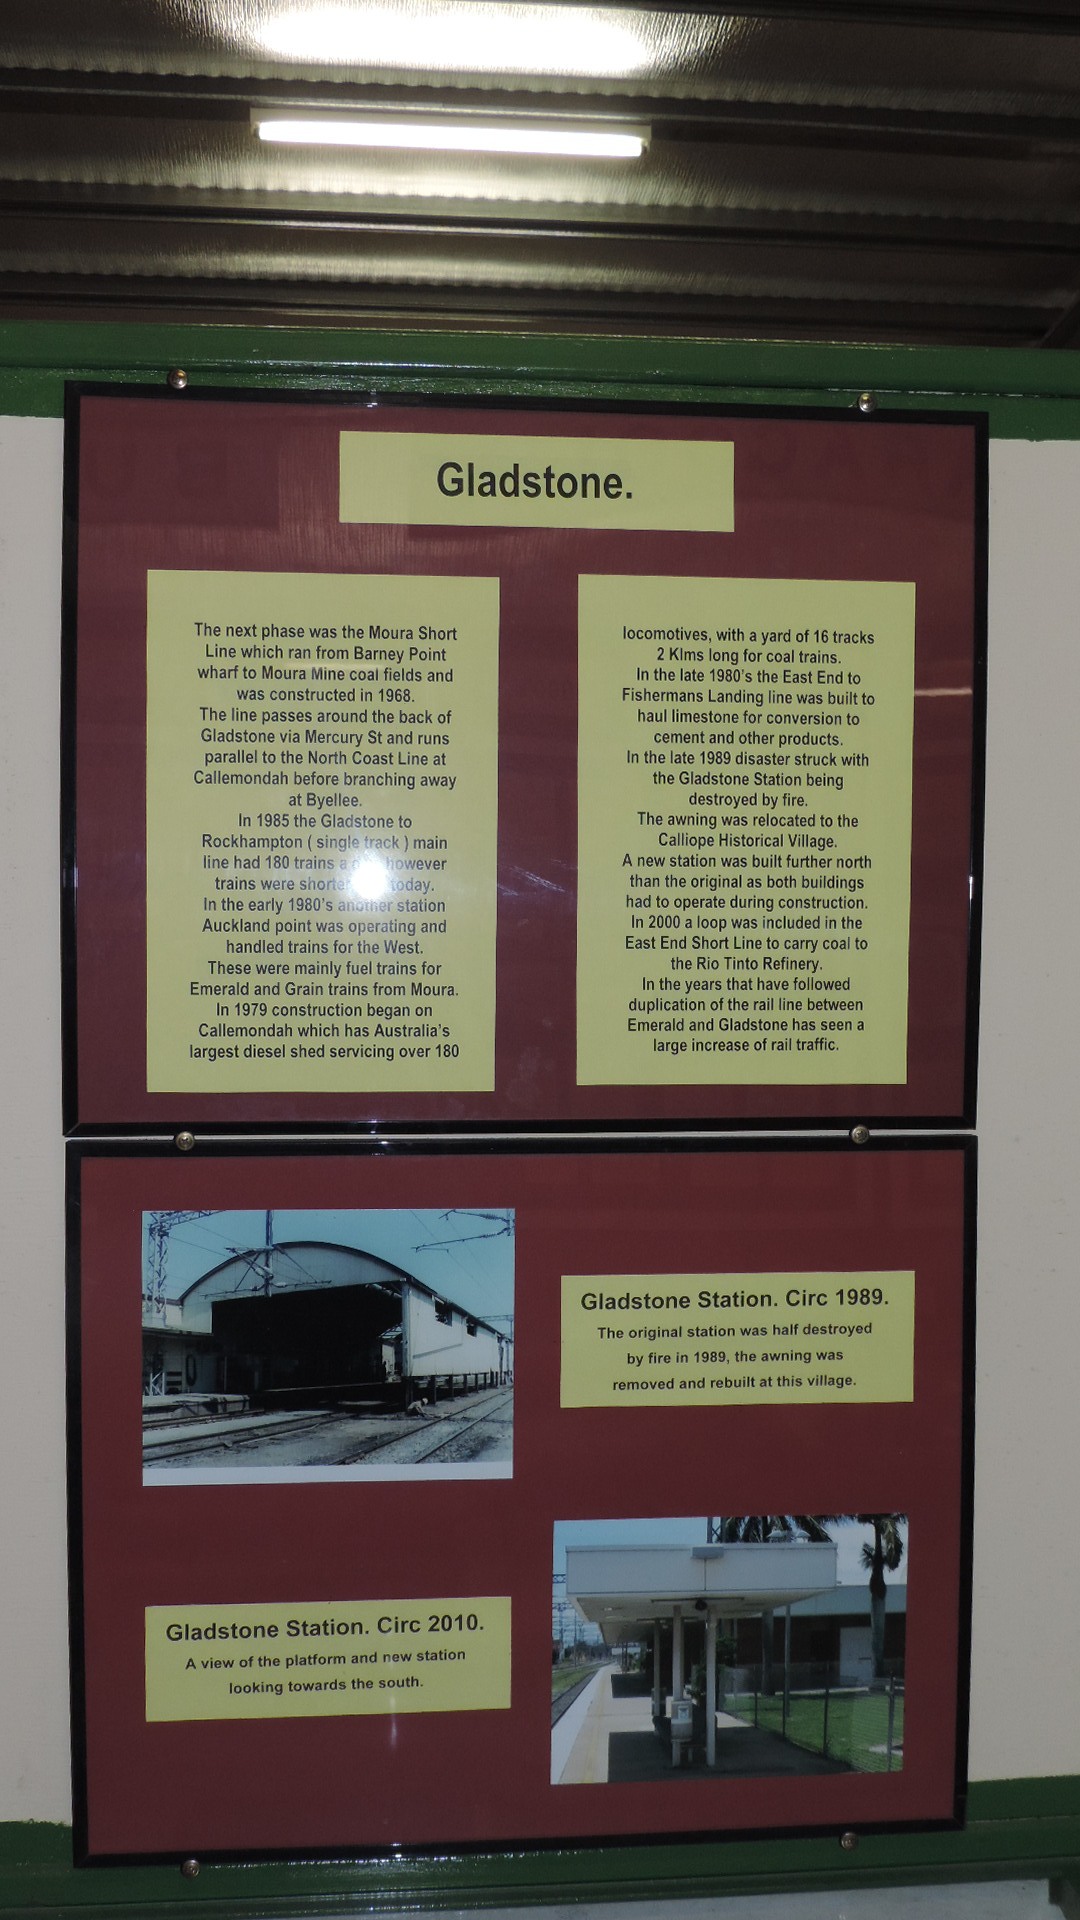 Gladstone.
The next phase was the Moura Short
Line which ran from Barney Point
wharf to Moura Mine coal fields and
was constructed in 1968.
The line passes around the back of
Gladstone via Mercury St and runs
parallel to the North Coast Line at
Callemondah before branching away
at Byellee.
In 1985 the Gladstone to
Rockhampton ( single track ) main
line had 180 trains a however
trains were shorter today.
In the early 1980's another station
Auckland point was operating and
handled trains for the West.
These were mainly fuel trains for
Emerald and Grain trains from Moura.
In 1979 construction began on
Callemondah which has Australia's
largest diesel shed servicing over 180
locomotives, with a yard of 16 tracks
2 Klms long for coal trains.
In the late 1980's the East End to
Fishermans Landing line was built to
haul limestone for conversion to
cement and other products.
In the late 1989 disaster struck with
the Gladstone Station being
destroyed by fire.
The awning was relocated to the
Calliope Historical Village.
A new station was built further north
than the original as both buildings
had to operate during construction.
In 2000 a loop was included in the
East End Short Line to carry coal to
the Rio Tinto Refinery.
In the years that have followed
duplication of the rail line between
Emerald and Gladstone has seen a
large increase of rail traffic.
Gladstone Station. Circ 1989.
The original station was half destroyed
by fire in 1989, the awning was
removed and rebuilt at this village.
Gladstone Station. Circ 2010.
A view of the platform and new station
looking towards the south.